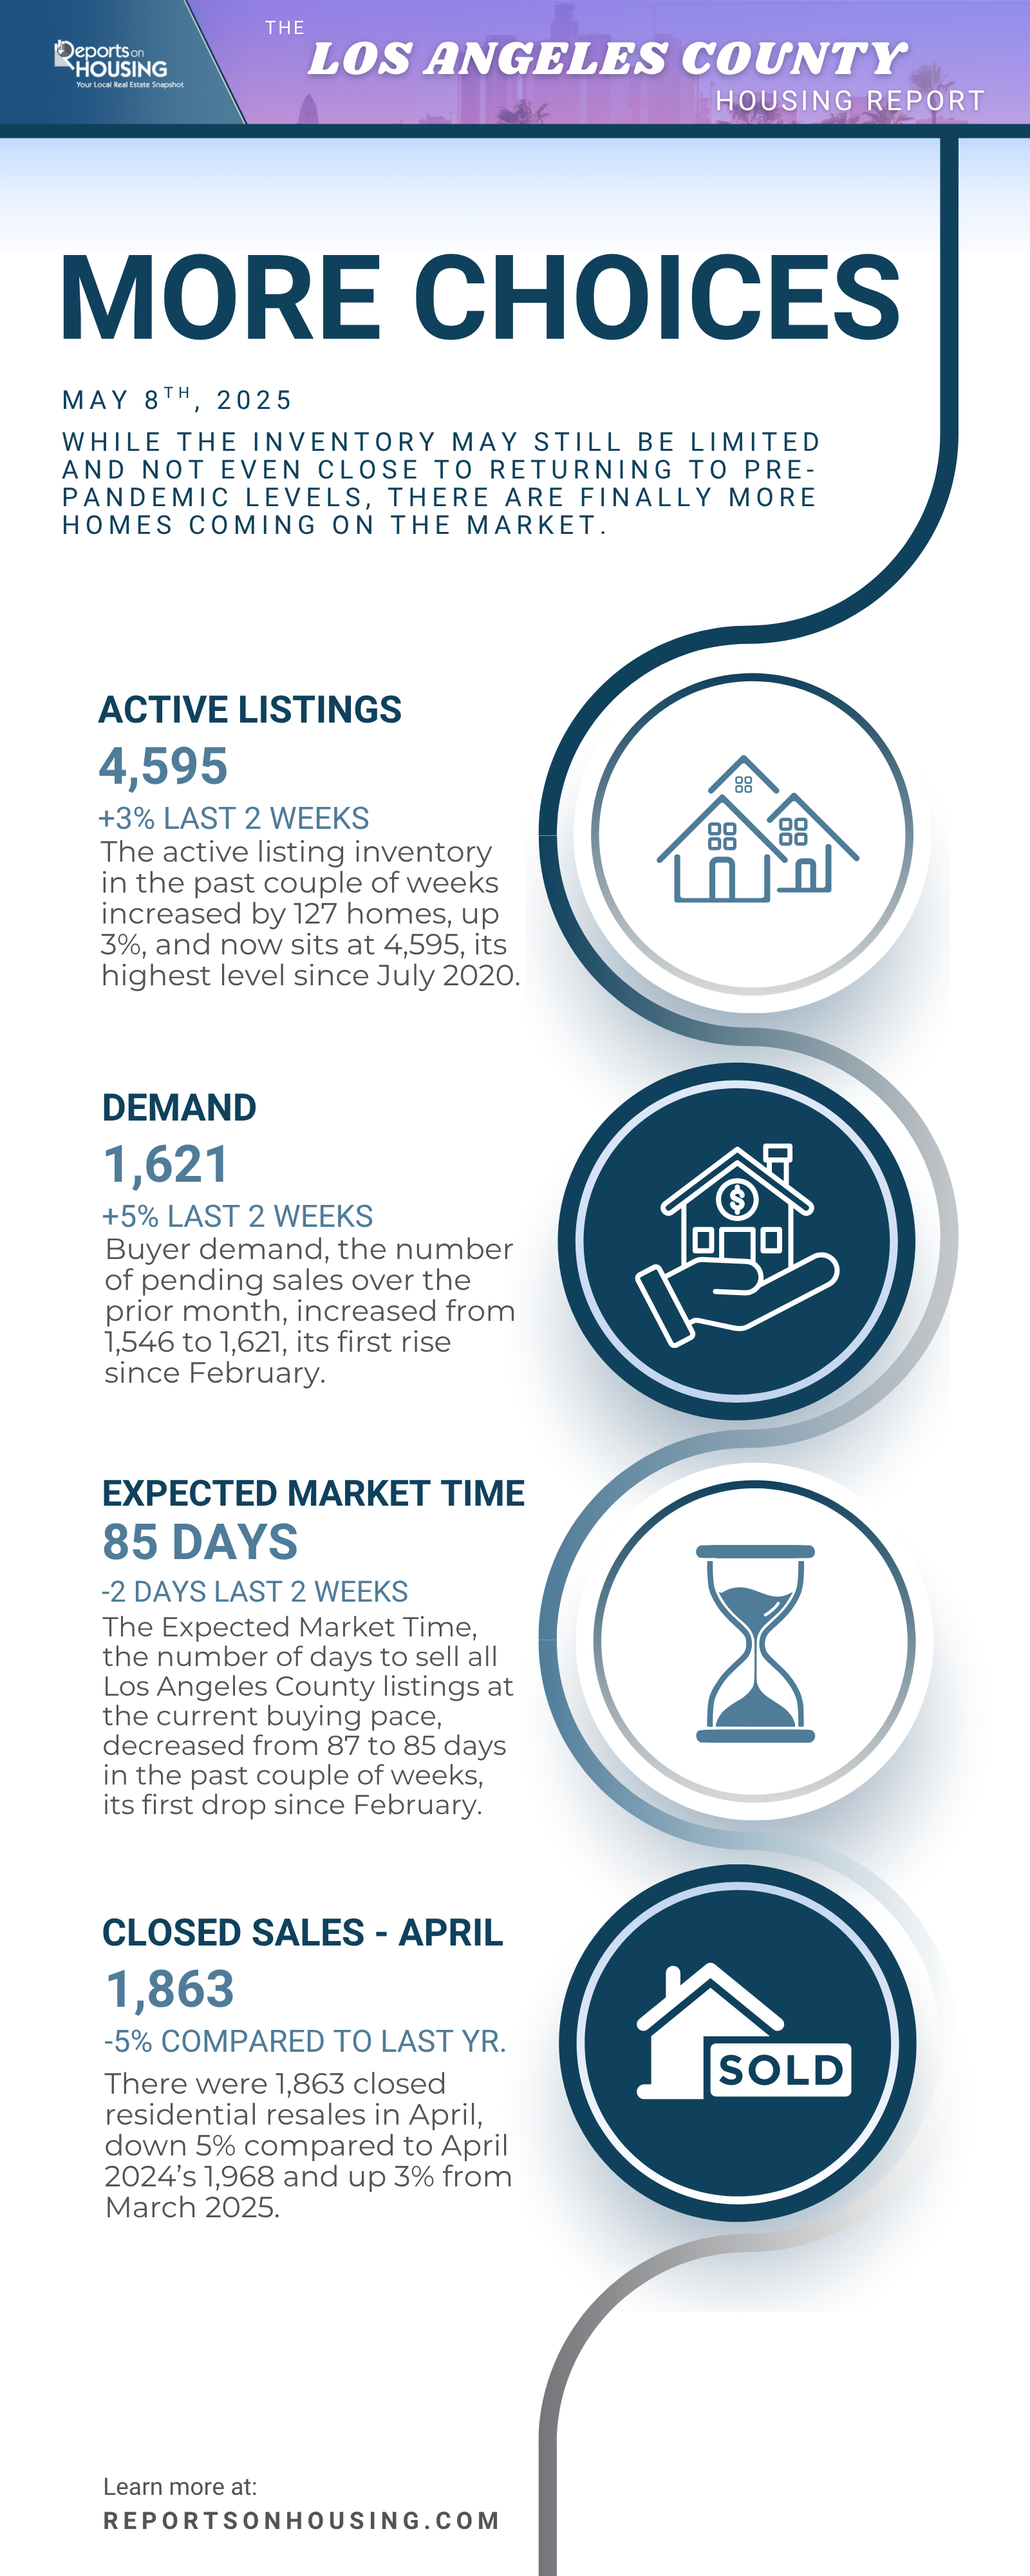 Reports on
HOUSING
Your Local Real Estate Snapshot
THE
LOS ANGELES COUNTY
HOUSING REPORT
MORE CHOICES
MAY 8TH, 2025
WHILE THE INVENTORY MAY STILL BE LIMITED
AND NOT EVEN CLOSE TO RETURNING TO PRE-
PANDEMIC LEVELS, THERE ARE FINALLY MORE
HOMES COMING ON THE MARKET.
ACTIVE LISTINGS
4,595
+3% LAST 2 WEEKS
The active listing inventory
in the past couple of weeks
increased by 127 homes, up
3%, and now sits at 4,595, its
highest level since July 2020.
DEMAND
1,621
+5% LAST 2 WEEKS
Buyer demand, the number
of pending sales over the
prior month, increased from
1,546 to 1,621, its first rise
since February.
$
EXPECTED MARKET TIME
85 DAYS
-2 DAYS LAST 2 WEEKS
The Expected Market Time,
the number of days to sell all
Los Angeles County listings at
the current buying pace,
decreased from 87 to 85 days
in the past couple of weeks,
its first drop since February.
CLOSED SALES - APRIL
1,863
-5% COMPARED TO LAST YR.
There were 1,863 closed
residential resales in April,
down 5% compared to April
2024’s 1,968 and up 3% from
March 2025.
SOLD
Learn more at:
REPORTSONHOUSING.COM